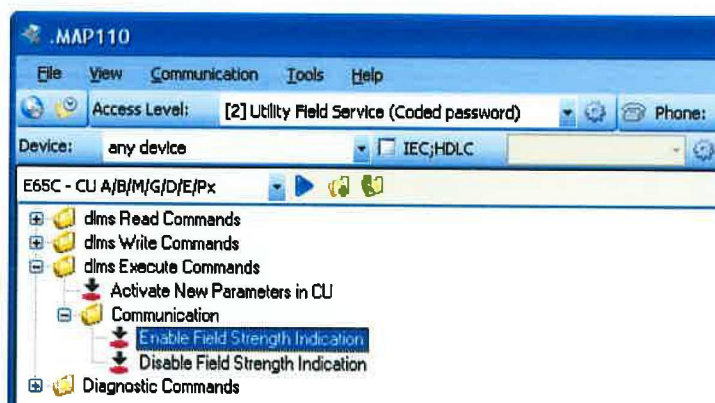 .MAP110
File View Communication Tools Help
Access Level: [2] Utility Field Service (Coded password) Phone:
Device: any device IEC;HDLC
E65C - CU A/B/M/G/D/E/Px
dlms Read Commands
dlms Write Commands
dlms Execute Commands
Activate New Parameters in CU
Communication
Enable Field Strength Indication
Disable Field Strength Indication
Diagnostic Commands